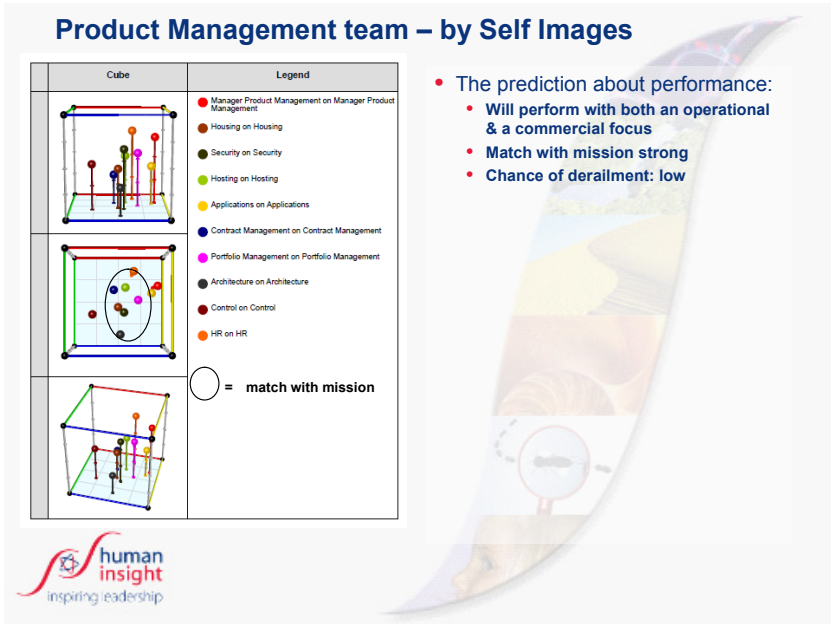 Product Management team – by Self Images
Cube
Legend
Manager Product Management on Manager Product
Management
Housing on Housing
Security on Security
Hosting on Hosting
Applications on Applications
Contract Management on Contract Management
Portfolio Management on Portfolio Management
Architecture on Architecture
Control on Control
HR on HR
= match with mission
• The prediction about performance:
• Will perform with both an operational
& a commercial focus
• Match with mission strong
• Chance of derailment: low
human
insight
inspiring leadership